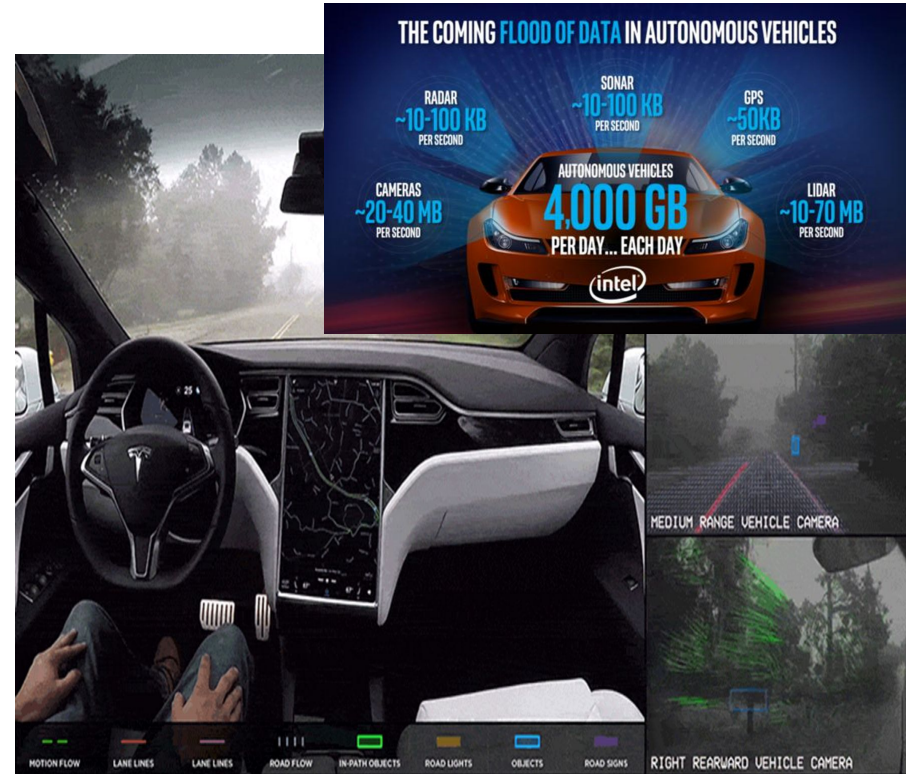 THE COMING FLOOD OF DATA IN AUTONOMOUS VEHICLES
SONAR
~10-100 KB
PER SECOND
RADAR
~10-100 KB
PER SECOND
GPS
~50KB
PER SECOND
CAMERAS
~20-40 MB
PER SECOND
AUTONOMOUS VEHICLES
4,000 GB
PER DAY... EACH DAY
LIDAR
~10-70 MB
PER SECOND
intel
25
MEDIUM RANGE VEHICLE CAMERA
RIGHT REARWARD VEHICLE CAMERA
MOTION FLOW
LANE LINES
LANE LINES
ROAD FLOW
IN-PATH OBJECTS
ROAD LIGHTS
OBJECTS
ROAD SIGNS